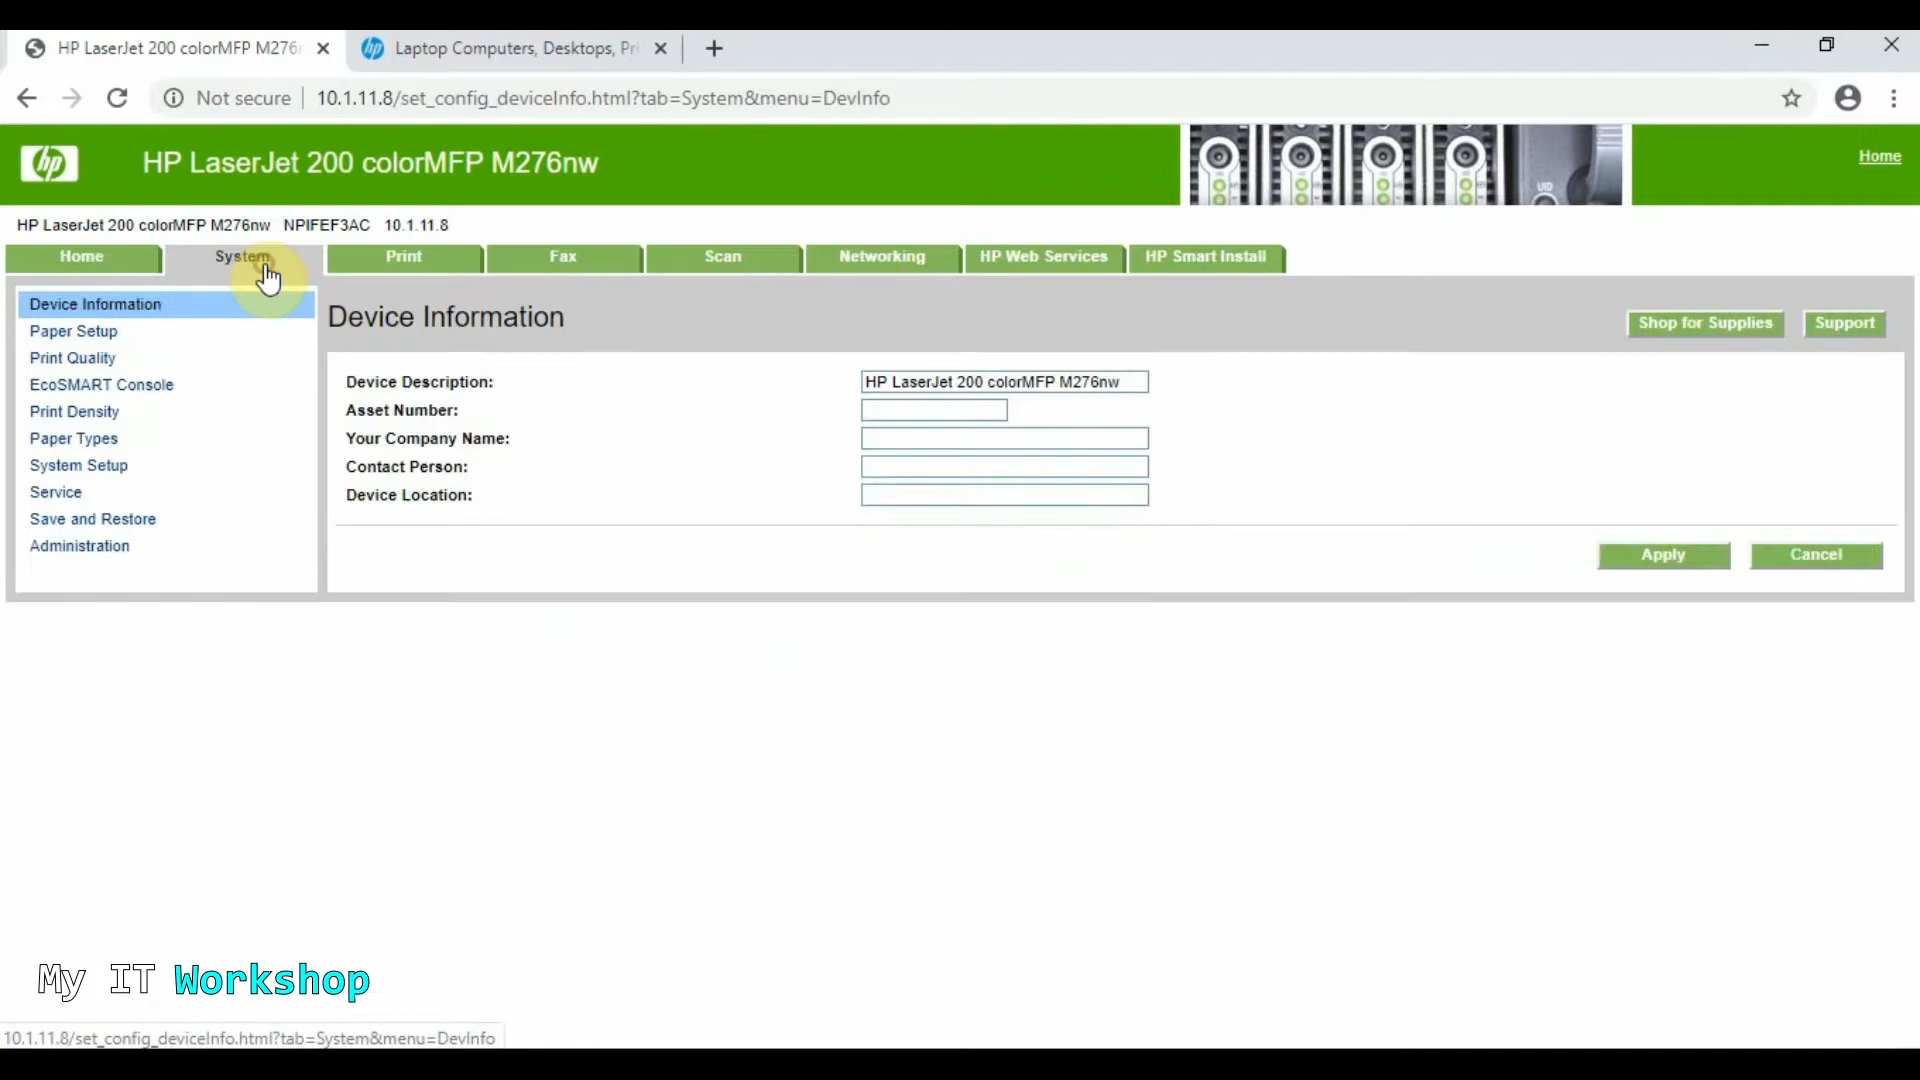 HP LaserJet 200 colorMFP M276n
Laptop Computers, Desktops, Pri
Not secure
10.1.11.8/set_config_deviceInfo.html?tab=System&menu=DevInfo
hp
HP LaserJet 200 colorMFP M276nw
UID
Home
HP LaserJet 200 colorMFP M276nw NPIFEF3AC 10.1.11.8
Home System Print Fax Scan Networking HP Web Services HP Smart Install
Device Information
Paper Setup
Print Quality
EcoSMART Console
Print Density
Paper Types
System Setup
Service
Save and Restore
Administration
Device Information
Shop for Supplies Support
Device Description: HP LaserJet 200 colorMFP M276nw
Asset Number:
Your Company Name:
Contact Person:
Device Location:
Apply Cancel
My IT Workshop
10.1.11.8/set_config_deviceInfo.html?tab=System&menu=DevInfo